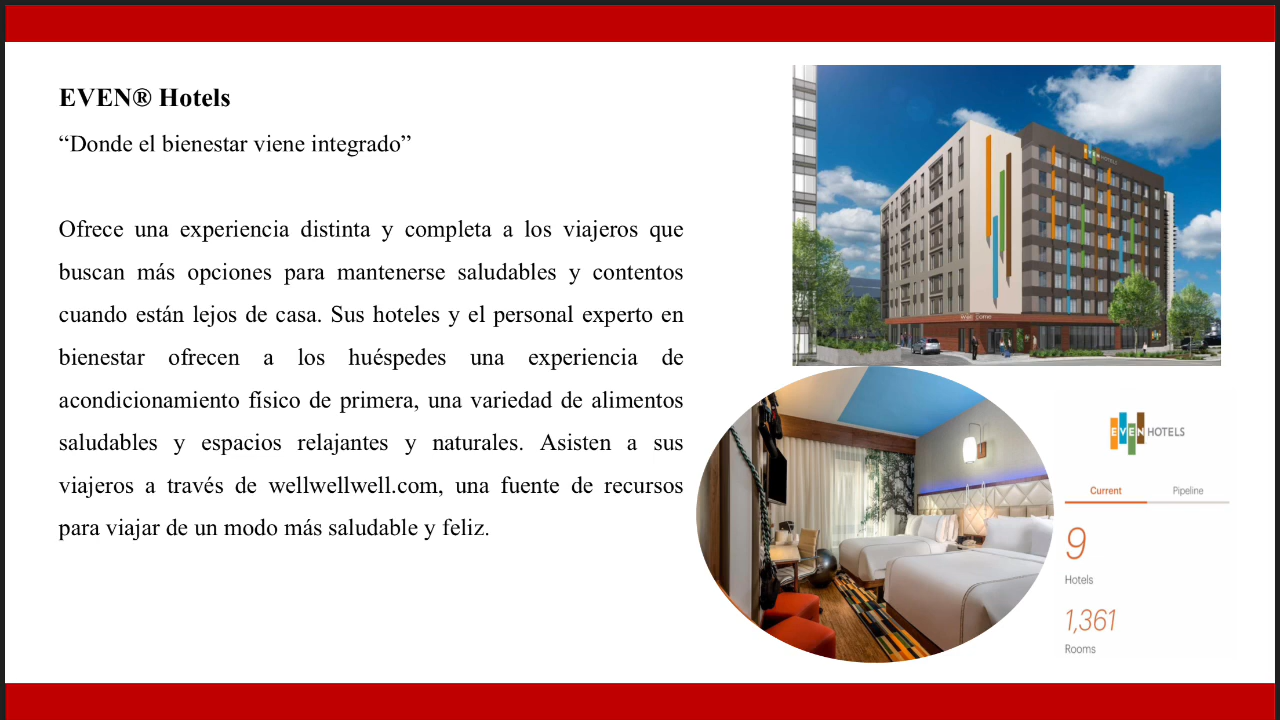 EVEN® Hotels
“Donde el bienestar viene integrado”
Ofrece una experiencia distinta y completa a los viajeros que
buscan más opciones para mantenerse saludables y contentos
cuando están lejos de casa. Sus hoteles y el personal experto en
bienestar ofrecen a los huéspedes una experiencia de
acondicionamiento físico de primera, una variedad de alimentos
saludables y espacios relajantes y naturales. Asisten a sus
viajeros a través de wellwellwell.com, una fuente de recursos
para viajar de un modo más saludable y feliz.
EVEN HOTELS
Current Pipeline
9
Hotels
1,361
Rooms